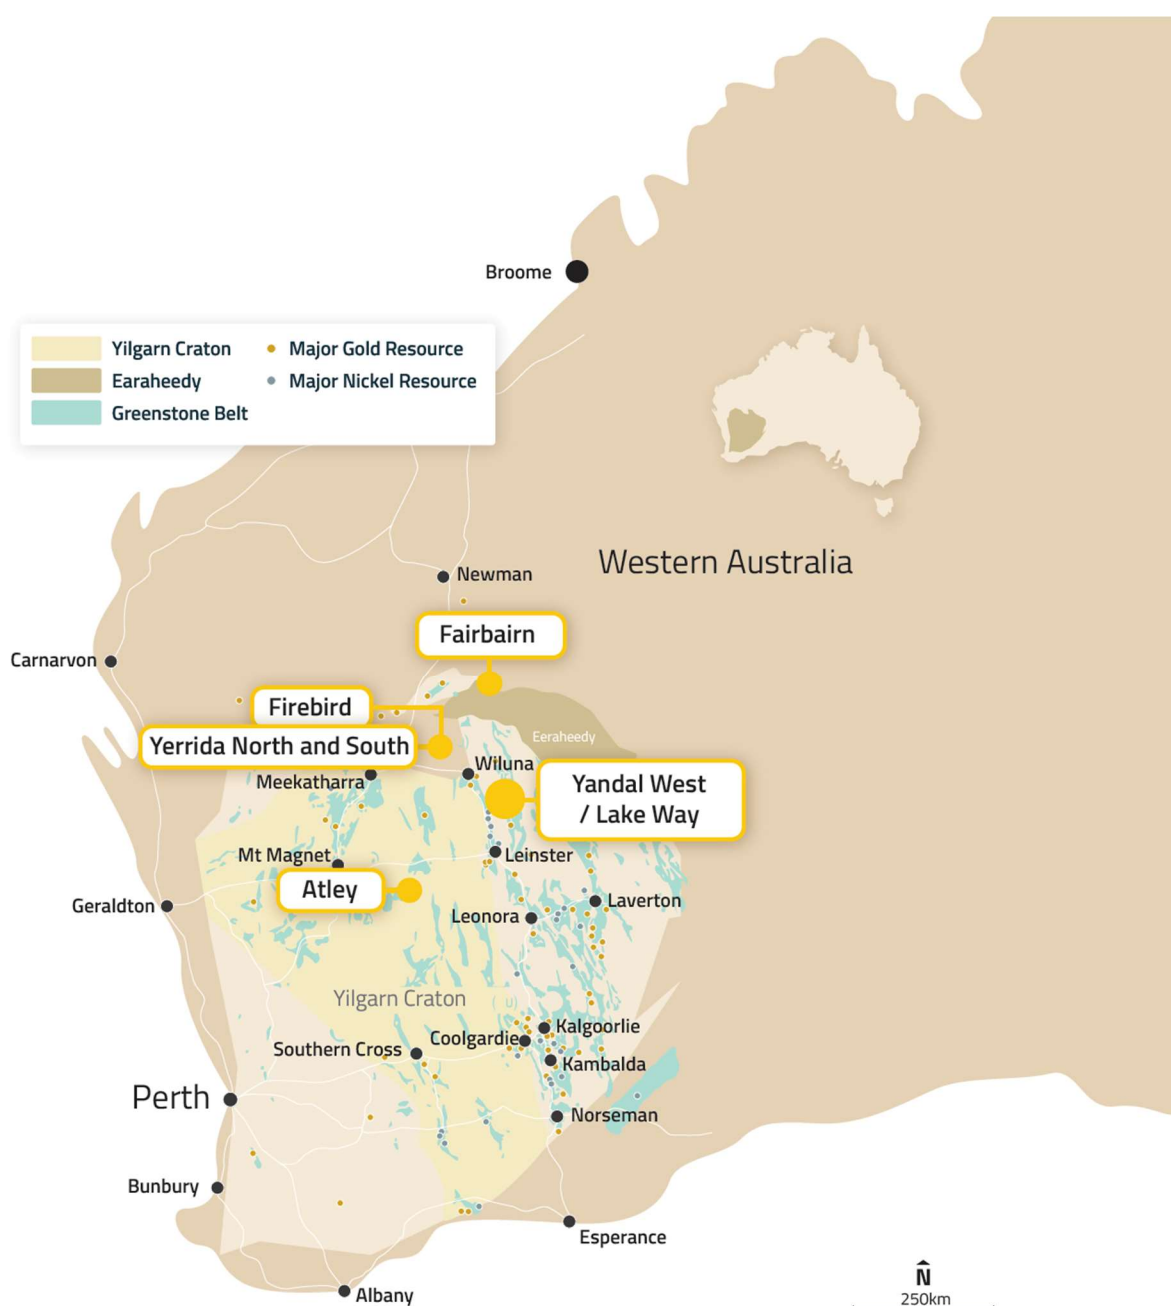 Broome
Yilgarn Craton
Major Gold Resource
Earaheedy
Major Nickel Resource
Greenstone Belt
Western Australia
Newman
Fairbairn
Carnarvon
Firebird
Eeraheedy
Yerrida North and South
Wiluna
Meekatharra
Yandal West
/ Lake Way
Mt Magnet
Leinster
Atley
Laverton
Geraldton
Leonora
Yilgarn Craton
Kalgoorlie
Coolgardie
Southern Cross
Kambalda
Perth
Norseman
Bunbury
Esperance
N
Albany
250km